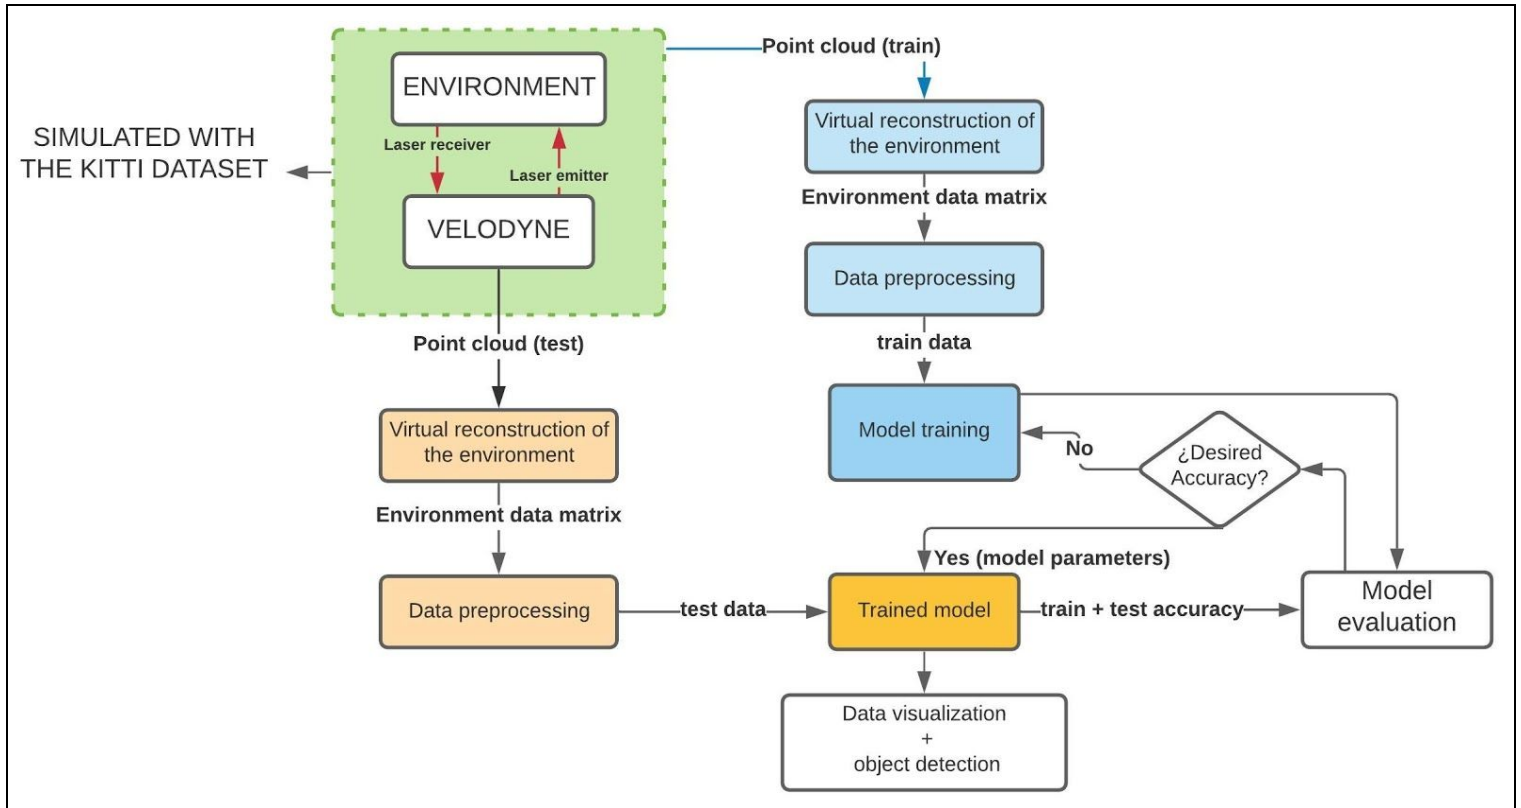 SIMULATED WITH
THE KITTI DATASET
ENVIRONMENT
Laser receiver
Laser emitter
VELODYNE
Point cloud (train)
Virtual reconstruction of
the environment
Environment data matrix
Data preprocessing
train data
Model training
No
¿Desired
Accuracy?
Yes (model parameters)
Point cloud (test)
Virtual reconstruction of
the environment
Environment data matrix
Data preprocessing
test data
Trained model
train + test accuracy
Model
evaluation
Data visualization
+
object detection